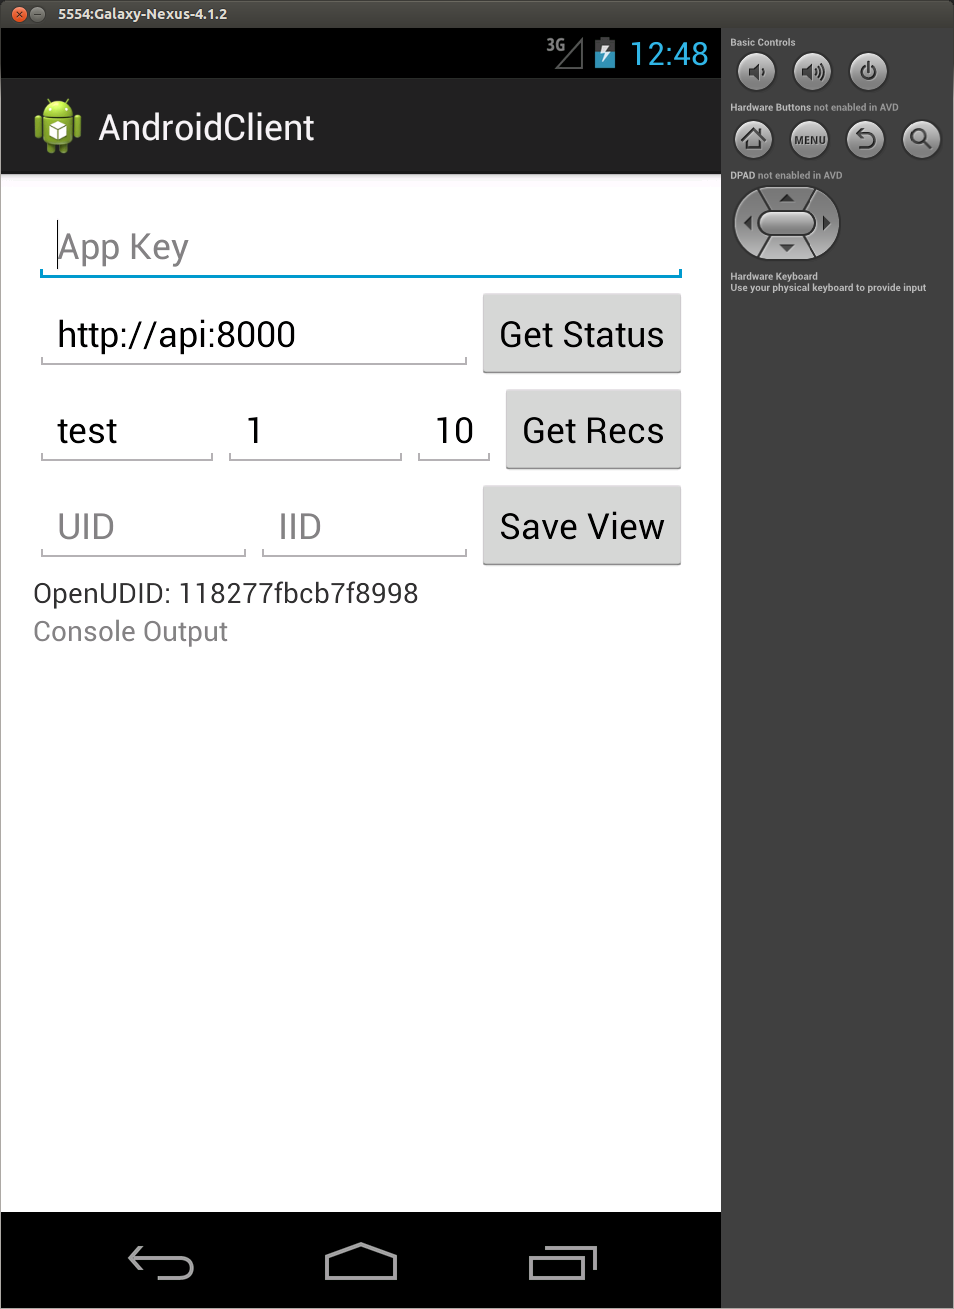 5554:Galaxy-Nexus-4.1.2
3G 12:48
AndroidClient
App Key
http://api:8000 Get Status
test 1 10 Get Recs
UID IID Save View
OpenUDID: 118277fbcb7f8998
Console Output
Basic Controls
Hardware Buttons not enabled in AVD
MENU
DPAD not enabled in AVD
Hardware Keyboard
Use your physical keyboard to provide input